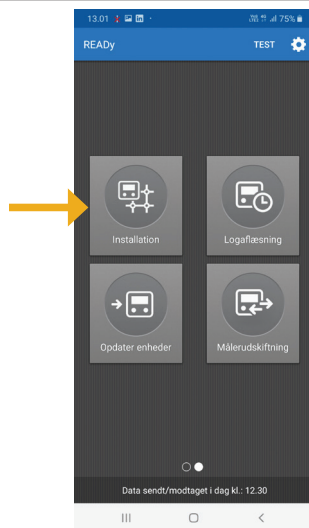 13.01
75%
READy
TEST
Installation
Logaflæsning
Opdater enheder
Målerudskiftning
Data sendt/modtaget i dag kl.: 12.30